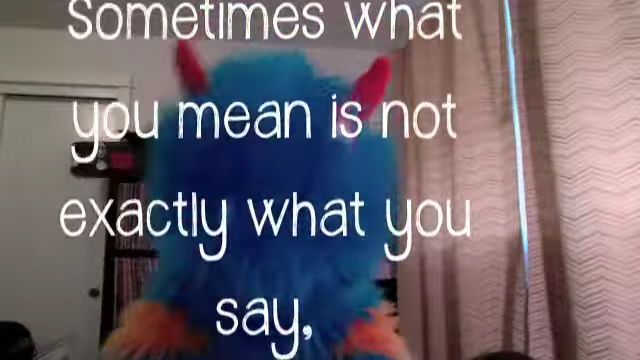 Sometimes what
you mean is not
exactly what you
say,